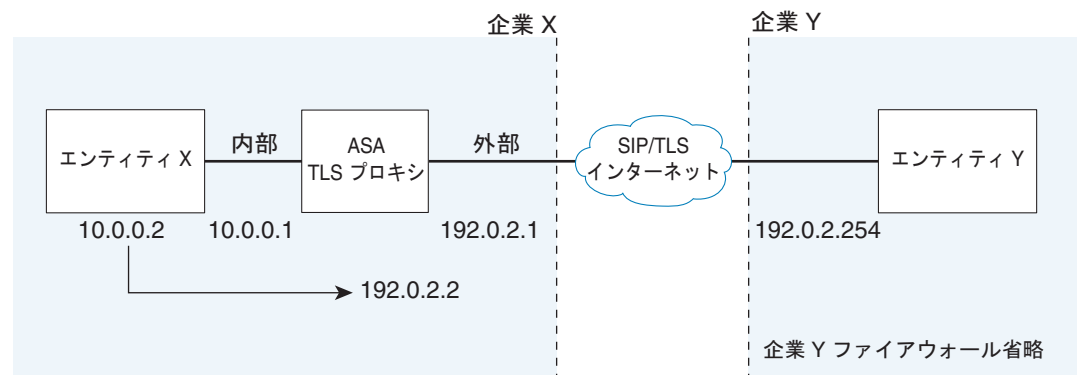 企業 X
企業 Y
エンティティ X
内部
ASA
TLS プロキシ
外部
SIP/TLS
インターネット
エンティティ Y
10.0.0.2
10.0.0.1
192.0.2.1
192.0.2.254
192.0.2.2
企業 Y ファイアウォール省略